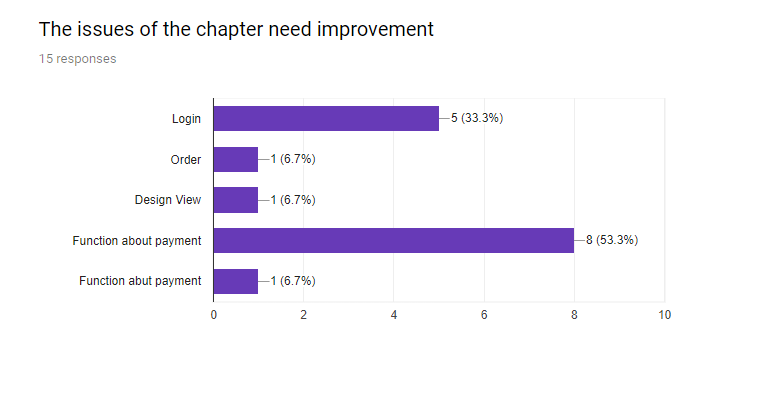 The issues of the chapter need improvement
15 responses
Login 5 (33.3%)
Order 1 (6.7%)
Design View 1 (6.7%)
Function about payment 8 (53.3%)
Function abut payment 1 (6.7%)
0 2 4 6 8 10